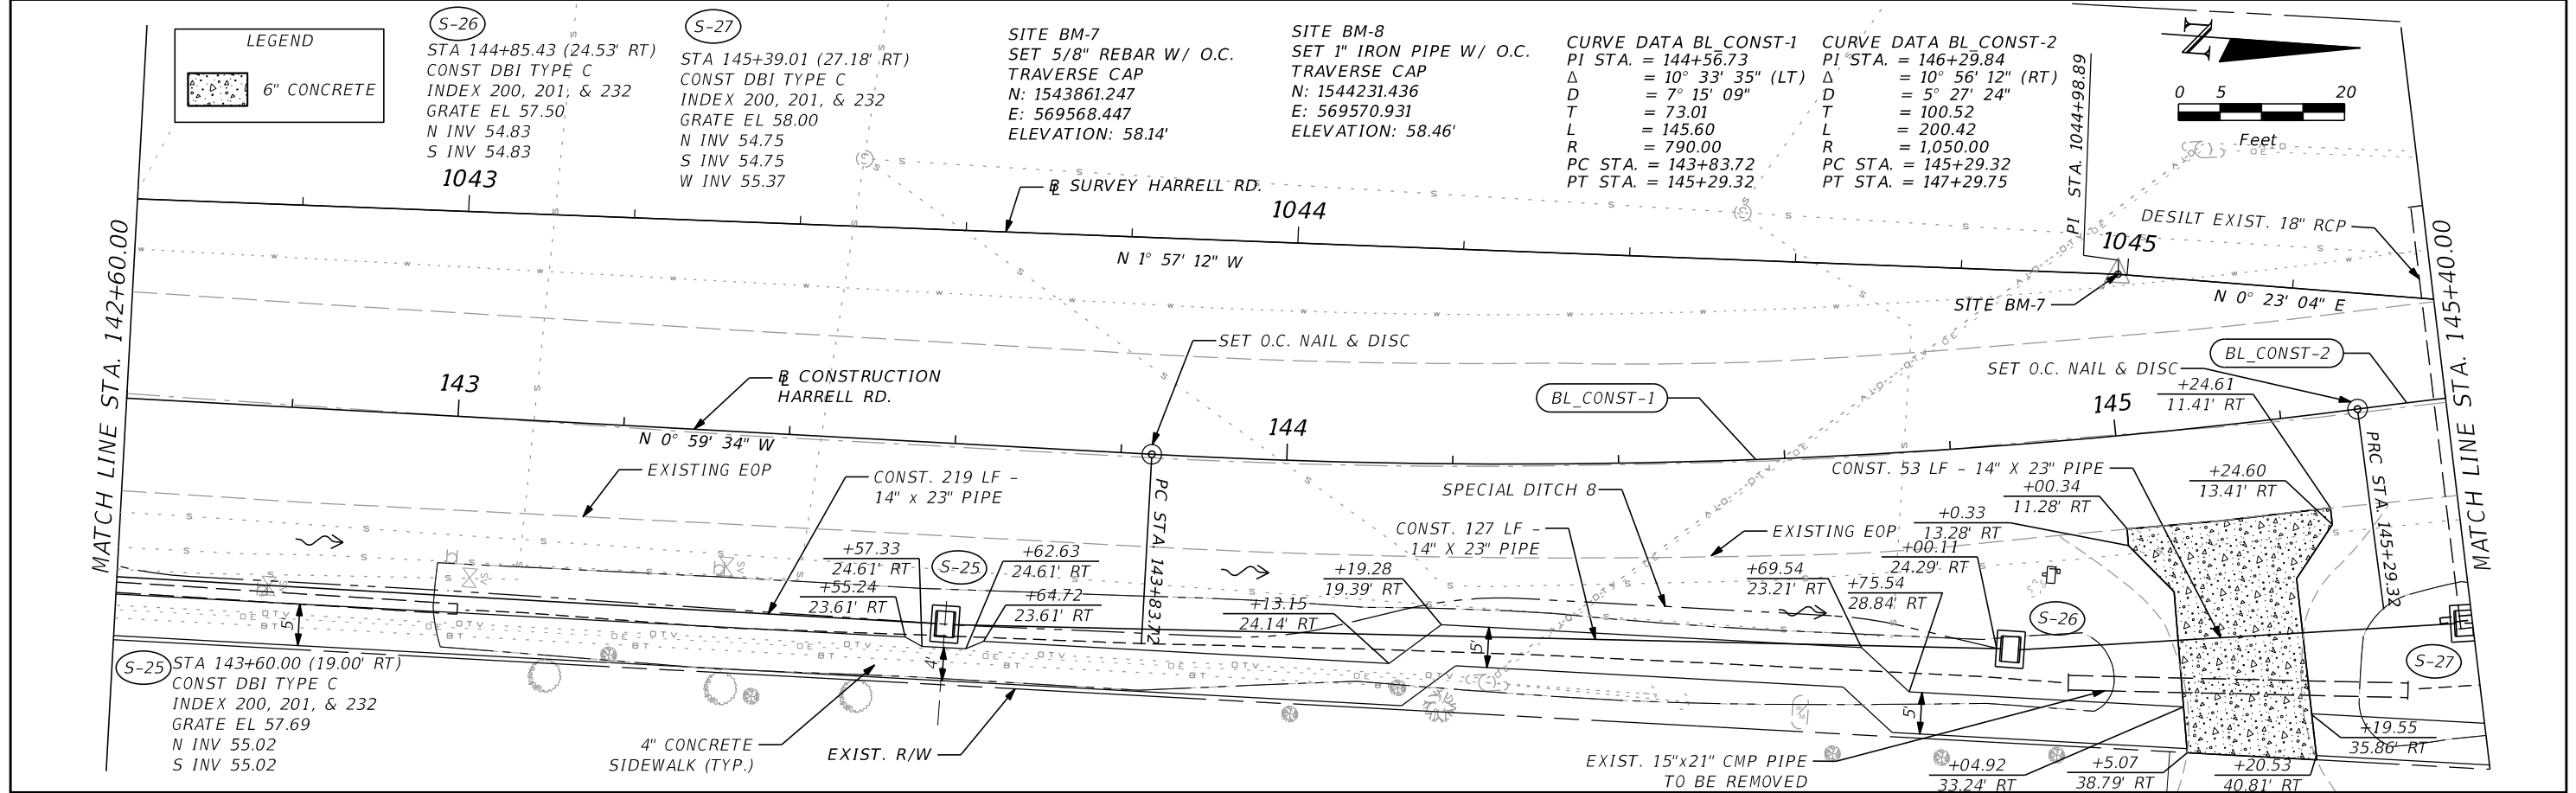 LEGEND
6" CONCRETE
S-26
STA 144+85.43 (24.53' RT)
CONST DBI TYPE C
INDEX 200, 201, & 232
GRATE EL 57.50
N INV 54.83
S INV 54.83
S-27
STA 145+39.01 (27.18' RT)
CONST DBI TYPE C
INDEX 200, 201, & 232
GRATE EL 58.00
N INV 54.75
S INV 54.75
W INV 55.37
SITE BM-7
SET 5/8" REBAR W/ O.C.
TRAVERSE CAP
N: 1543861.247
E: 569568.447
ELEVATION: 58.14'
SITE BM-8
SET 1" IRON PIPE W/ O.C.
TRAVERSE CAP
N: 1544231.436
E: 569570.931
ELEVATION: 58.46'
CURVE DATA BL_CONST-1
PI STA. = 144+56.73
Δ = 10° 33' 35" (LT)
D = 7° 15' 09"
T = 73.01
L = 145.60
R = 790.00
PC STA. = 143+83.72
PT STA. = 145+29.32
CURVE DATA BL_CONST-2
PI STA. = 146+29.84
Δ = 10° 56' 12" (RT)
D = 5° 27' 24"
T = 100.52
L = 200.42
R = 1,050.00
PC STA. = 145+29.32
PT STA. = 147+29.75
PI STA. 1044+98.89
N
0 5 20
Feet
MATCH LINE STA. 142+60.00
1043
BL SURVEY HARRELL RD.
1044
N 1° 57' 12" W
1045
DESILT EXIST. 18" RCP
SITE BM-7
N 0° 23' 04" E
MATCH LINE STA. 145+40.00
143
BL CONSTRUCTION
HARRELL RD.
N 0° 59' 34" W
SET O.C. NAIL & DISC
144
BL_CONST-1
145
SET O.C. NAIL & DISC
BL_CONST-2
+24.61
11.41' RT
EXISTING EOP
CONST. 219 LF -
14" X 23" PIPE
PC STA. 143+83.72
SPECIAL DITCH 8
CONST. 127 LF -
14" X 23" PIPE
EXISTING EOP
CONST. 53 LF - 14" X 23" PIPE
+00.34
11.28' RT
+0.33
13.28' RT
+00.11
24.29' RT
+24.60
13.41' RT
PRC STA. 145+29.32
+57.33
24.61' RT
+55.24
23.61' RT
S-25
+62.63
24.61' RT
+64.72
23.61' RT
+19.28
19.39' RT
+13.15
24.14' RT
+69.54
23.21' RT
+75.54
28.84' RT
S-26
S-27
5'
4'
5'
5'
S-25
STA 143+60.00 (19.00' RT)
CONST DBI TYPE C
INDEX 200, 201, & 232
GRATE EL 57.69
N INV 55.02
S INV 55.02
4" CONCRETE
SIDEWALK (TYP.)
EXIST. R/W
EXIST. 15"x21" CMP PIPE
TO BE REMOVED
+04.92
33.24' RT
+5.07
38.79' RT
+20.53
40.81' RT
+19.55
35.86' RT